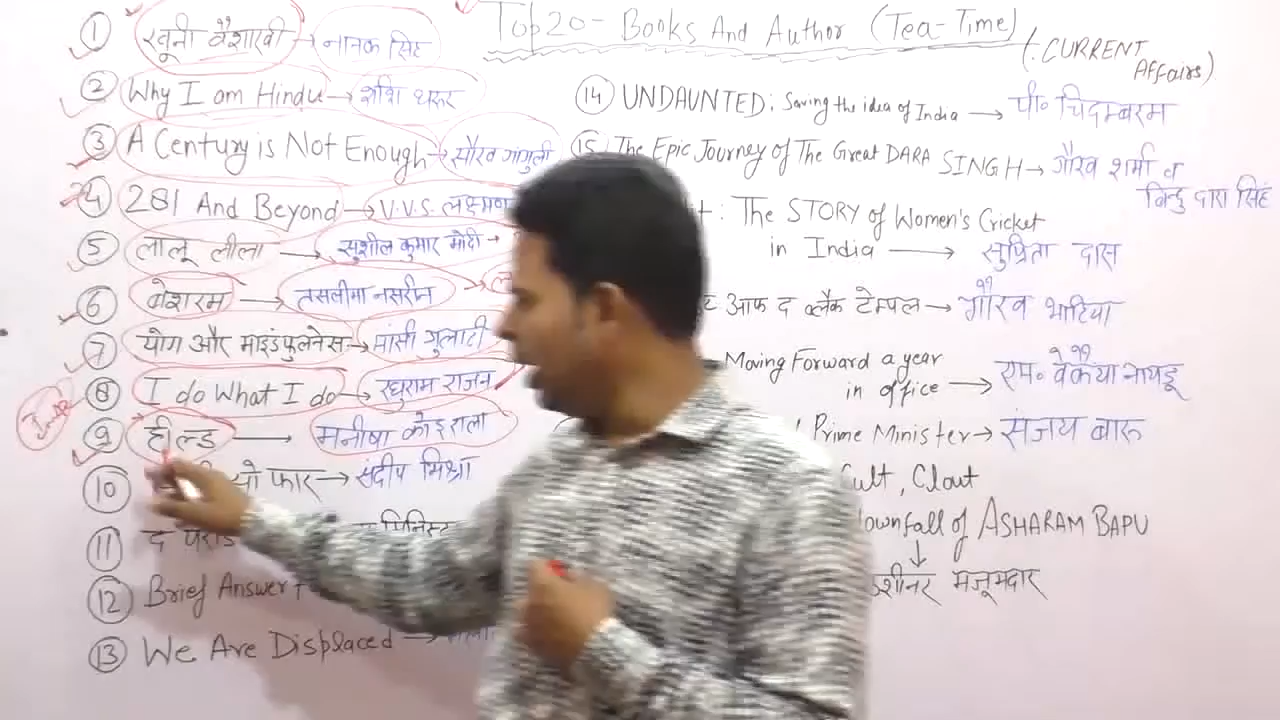 Top 20 - Books And Author (Tea-Time)
(CURRENT Affairs)
① खूनी वैशाखी → नानक सिंह
② Why I am Hindu → शशि थरूर
③ A Century is Not Enough → सौरव गांगुली
④ 281 And Beyond → V.V.S. लक्ष्मण
⑤ लालू लीला → सुशील कुमार मोदी →
⑥ बेशरम → तसलीमा नसरीन →
⑦ योग और माइंडफुलनेस → मांसी गुलाटी
⑧ I do What I do → रघुराम राजन
⑨ हील्ड → मनीषा कोइराला
⑩ सो फार → संदीप मिश्रा
⑪ द
⑫ Brief Answer
⑬ We Are Displaced →
⑭ UNDAUNTED: Saving the idea of India → पी॰ चिदम्बरम
⑮ The Epic Journey of The Great DARA SINGH → गौरव शर्मा व
बिन्दु दारा सिंह
: The STORY of Women's Cricket
in India → सुप्रिता दास
आफ द ब्लैक टेम्पल → गौरव भाटिया
Moving Forward a year
in office → एम॰ वेंकैया नायडू
Prime Minister → संजय बारू
Cult, Clout
Downfall of ASHARAM BAPU
↓
मजूमदार